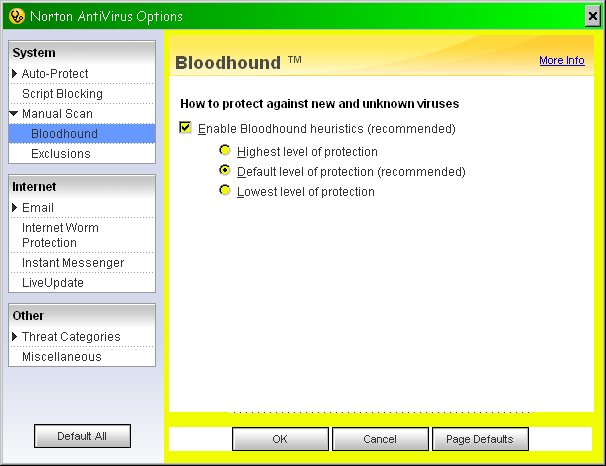 Norton AntiVirus Options
System
Auto-Protect
Script Blocking
Manual Scan
Bloodhound
Exclusions
Internet
Email
Internet Worm
Protection
Instant Messenger
LiveUpdate
Other
Threat Categories
Miscellaneous
Default All
Bloodhound ™
More Info
How to protect against new and unknown viruses
Enable Bloodhound heuristics (recommended)
Highest level of protection
Default level of protection (recommended)
Lowest level of protection
OK
Cancel
Page Defaults